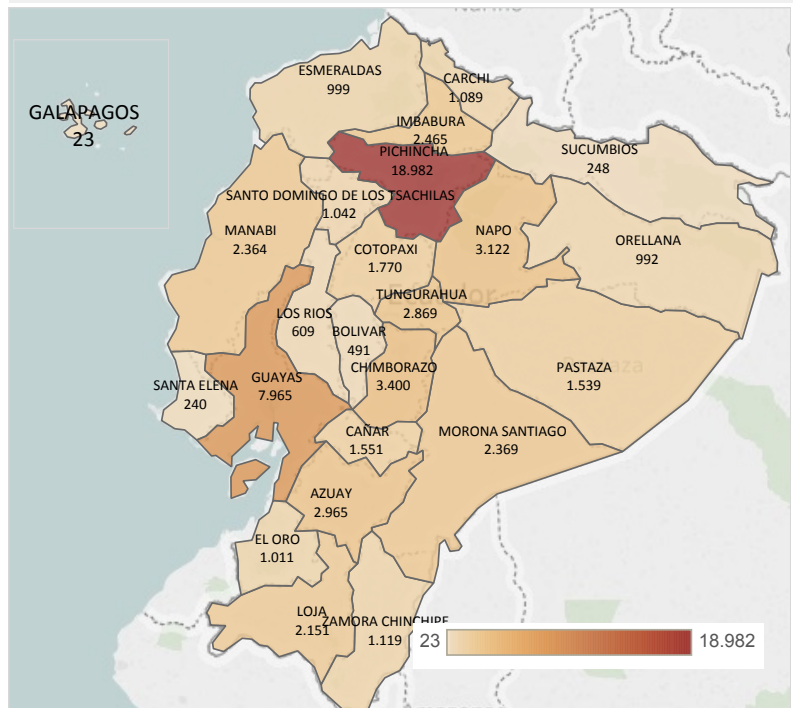 ESMERALDAS
999
CARCHI
1.089
GALAPAGOS
23
IMBABURA
2.465
PICHINCHA
18.982
SUCUMBIOS
248
SANTO DOMINGO DE LOS TSACHILAS
1.042
MANABI
2.364
NAPO
3.122
ORELLANA
992
COTOPAXI
1.770
TUNGURAHUA
2.869
Ecuador
LOS RIOS
609
BOLIVAR
491
CHIMBORAZO
3.400
PASTAZA
1.539
SANTA ELENA
240
GUAYAS
7.965
CAÑAR
1.551
MORONA SANTIAGO
2.369
AZUAY
2.965
EL ORO
1.011
LOJA
2.151
ZAMORA CHINCHIPE
1.119
23
18.982